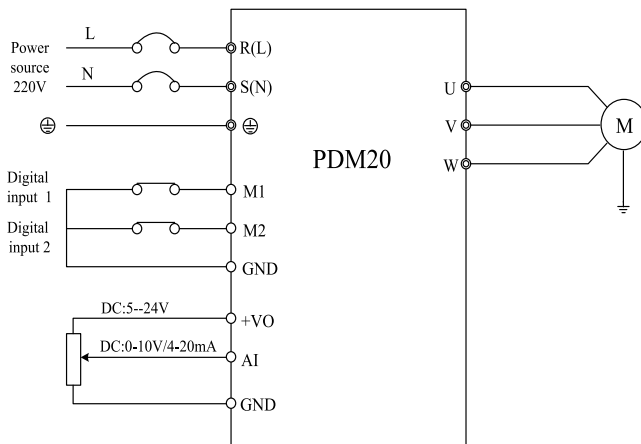 Power
source
220V
L
R(L)
N
S(N)
U
V
W
M
PDM20
Digital
input 1
M1
Digital
input 2
M2
GND
DC:5--24V
+VO
DC:0-10V/4-20mA
AI
GND